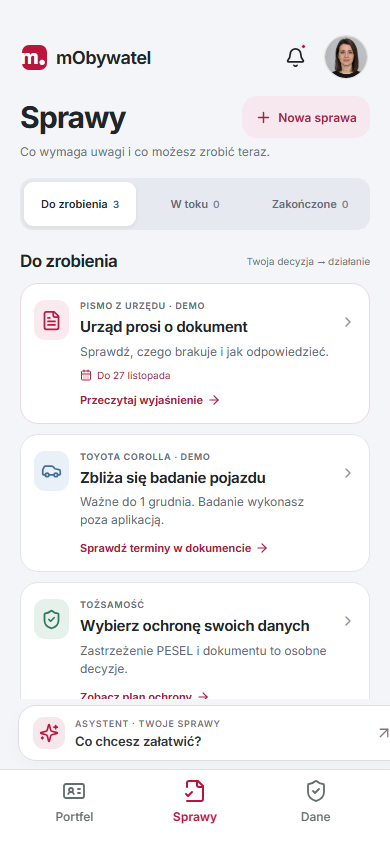 m. mObywatel
Sprawy
+ Nowa sprawa
Co wymaga uwagi i co możesz zrobić teraz.
Do zrobienia 3
W toku 0
Zakończone 0
Do zrobienia
Twoja decyzja → działanie
PISMO Z URZĘDU · DEMO
Urząd prosi o dokument
Sprawdź, czego brakuje i jak odpowiedzieć.
Do 27 listopada
Przeczytaj wyjaśnienie →
TOYOTA COROLLA · DEMO
Zbliża się badanie pojazdu
Ważne do 1 grudnia. Badanie wykonasz
poza aplikacją.
Sprawdź terminy w dokumencie →
TOŻSAMOŚĆ
Wybierz ochronę swoich danych
Zastrzeżenie PESEL i dokumentu to osobne
decyzje.
Zobacz plan ochrony →
ASYSTENT · TWOJE SPRAWY
Co chcesz załatwić?
Portfel
Sprawy
Dane